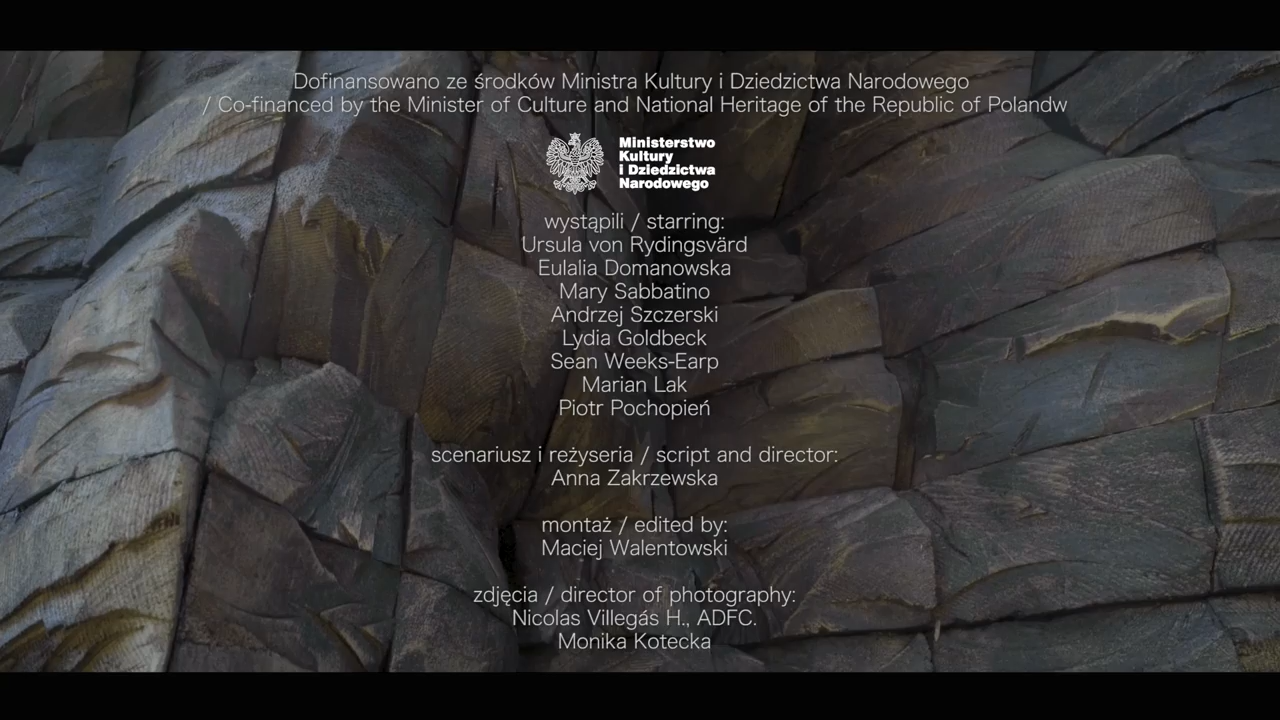 Dofinansowano ze środków Ministra Kultury i Dziedzictwa Narodowego
/ Co-financed by the Minister of Culture and National Heritage of the Republic of Polandw
Ministerstwo
Kultury
i Dziedzictwa
Narodowego
wystąpili / starring:
Ursula von Rydingsvärd
Eulalia Domanowska
Mary Sabbatino
Andrzej Szczerski
Lydia Goldbeck
Sean Weeks-Earp
Marian Lak
Piotr Pochopień
scenariusz i reżyseria / script and director:
Anna Zakrzewska
montaż / edited by:
Maciej Walentowski
zdjęcia / director of photography:
Nicolas Villegás H., ADFC.
Monika Kotecka